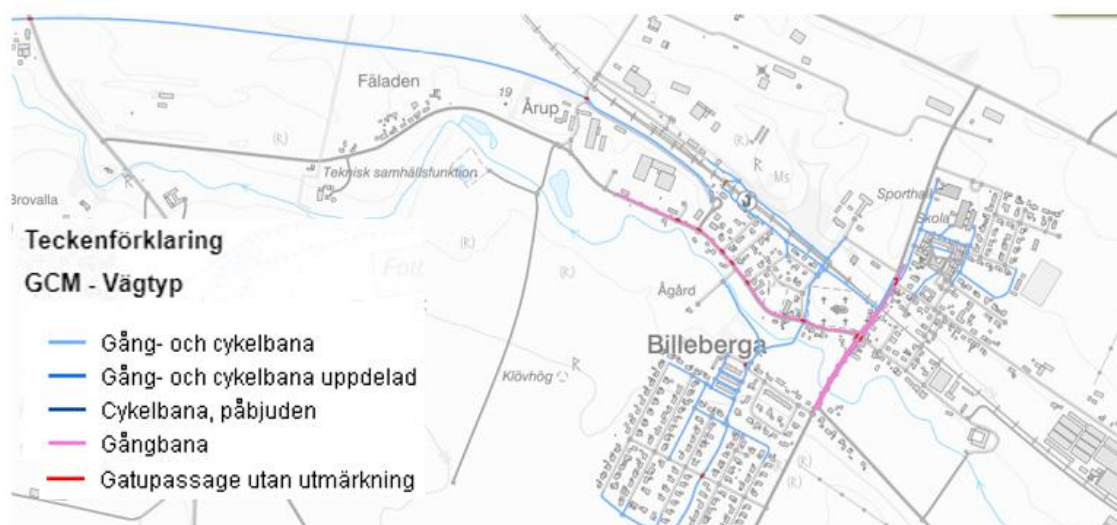 Fäladen
19
Årup
(R)
(R)
Teknisk samhällsfunktion
Ms
Sporthall
Skola
J
Brovalla
(R)
Teckenförklaring
GCM - Vägtyp
(R)
Ågård
Billeberga
Klövhög
Gång- och cykelbana
Gång- och cykelbana uppdelad
Cykelbana, påbjuden
Gångbana
Gatupassage utan utmärkning
(R)
(R)